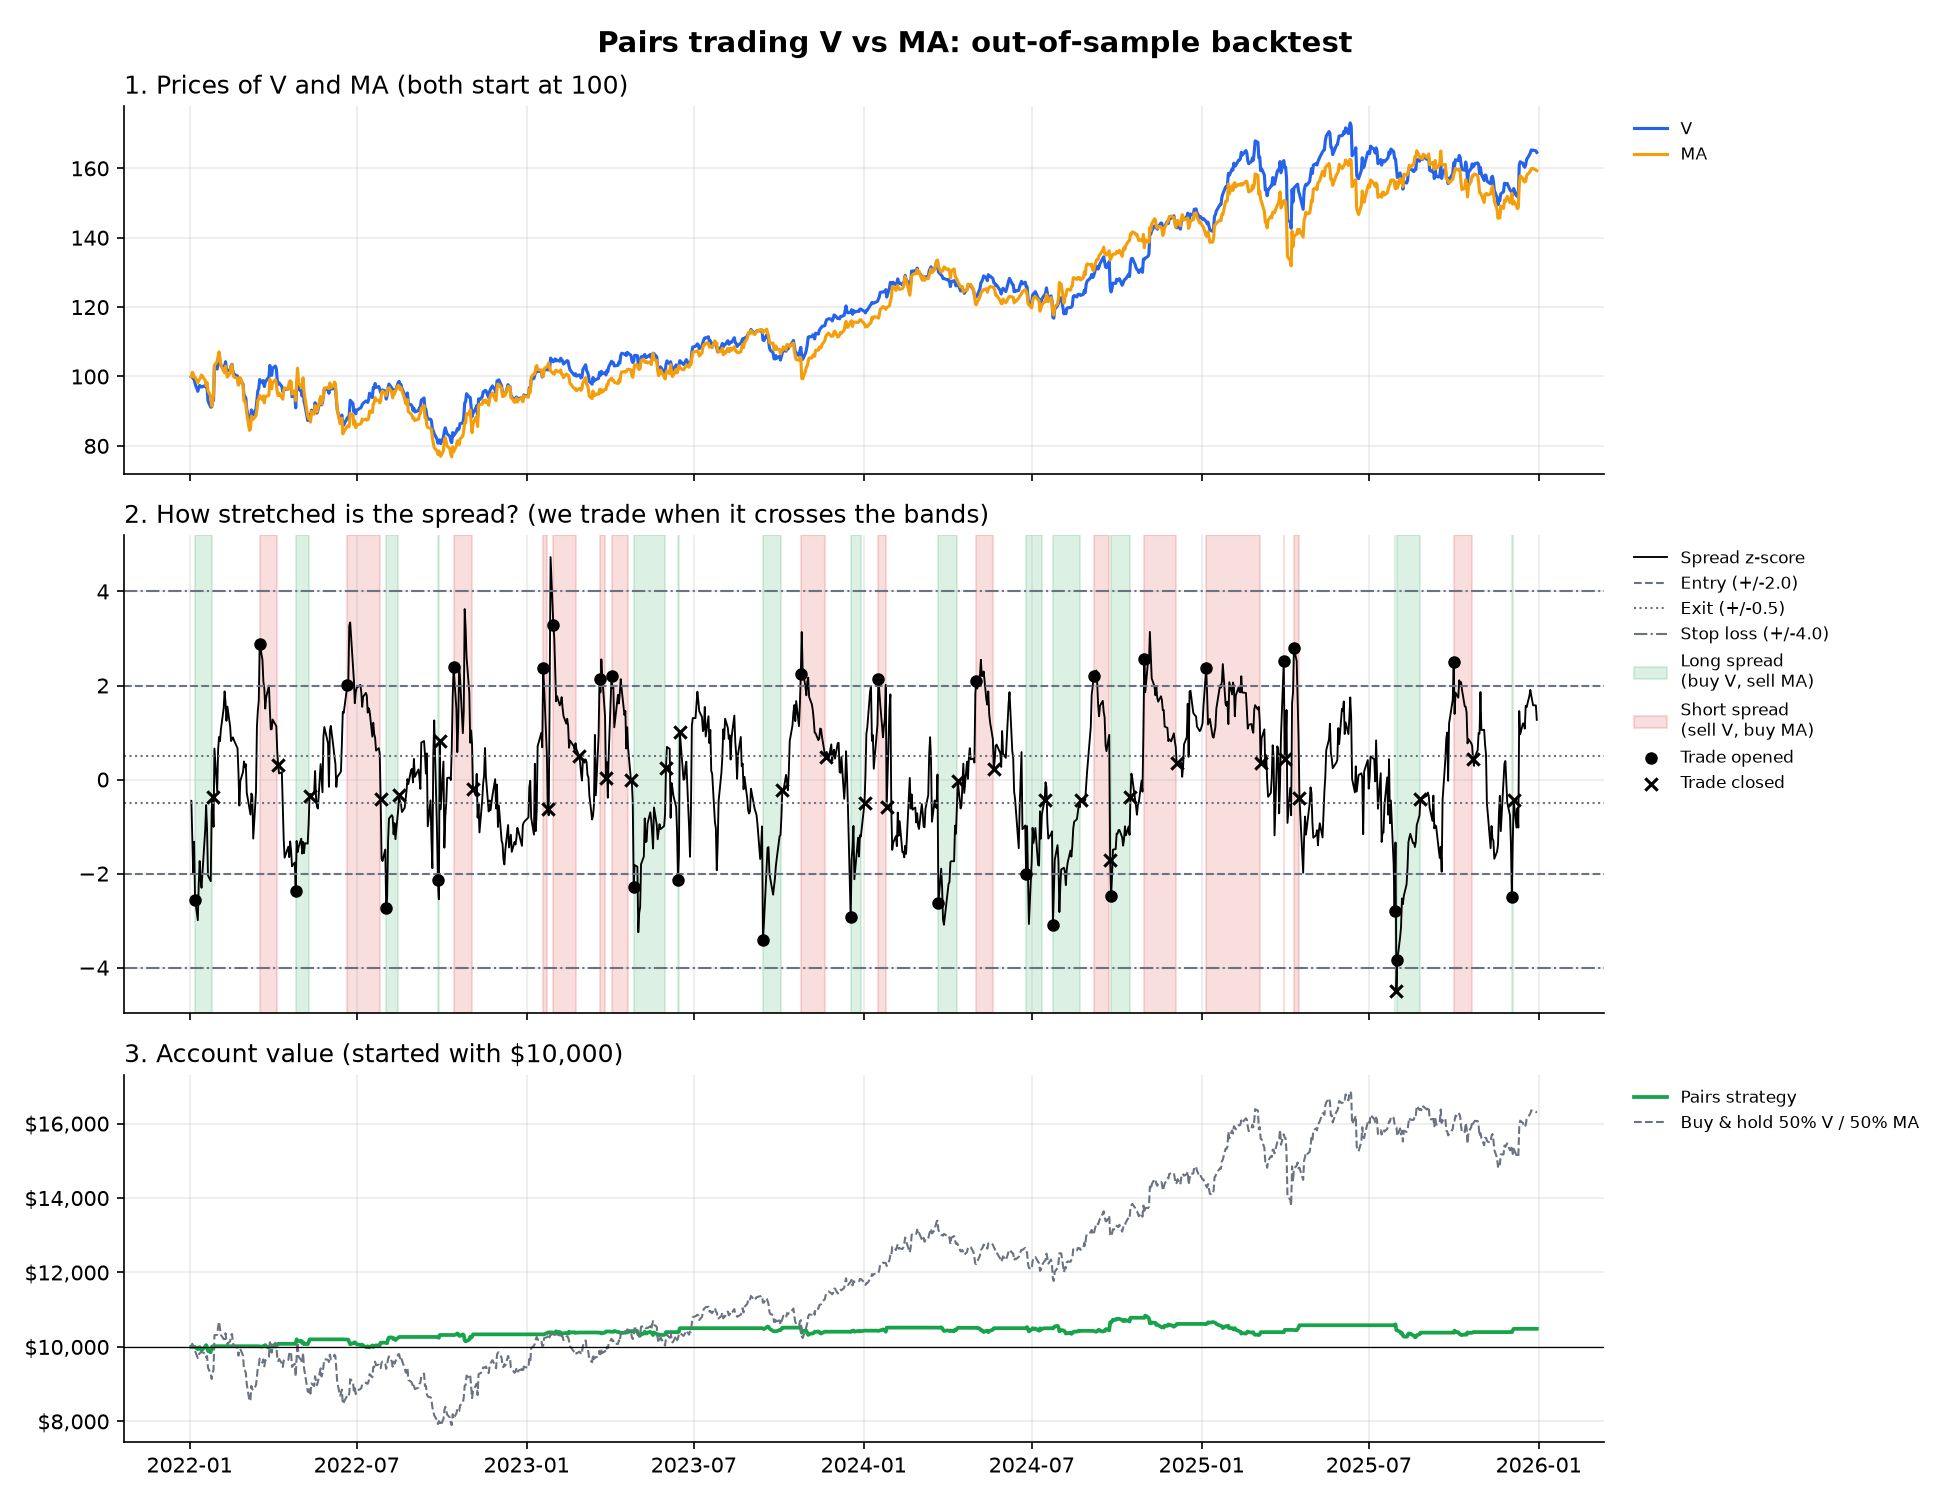 Pairs trading V vs MA: out-of-sample backtest
1. Prices of V and MA (both start at 100)
160
140
120
100
80
V
MA
2. How stretched is the spread? (we trade when it crosses the bands)
4
2
0
−2
−4
Spread z-score
Entry (+/-2.0)
Exit (+/-0.5)
Stop loss (+/-4.0)
Long spread
(buy V, sell MA)
Short spread
(sell V, buy MA)
Trade opened
Trade closed
3. Account value (started with $10,000)
$16,000
$14,000
$12,000
$10,000
$8,000
Pairs strategy
Buy & hold 50% V / 50% MA
2022-01
2022-07
2023-01
2023-07
2024-01
2024-07
2025-01
2025-07
2026-01